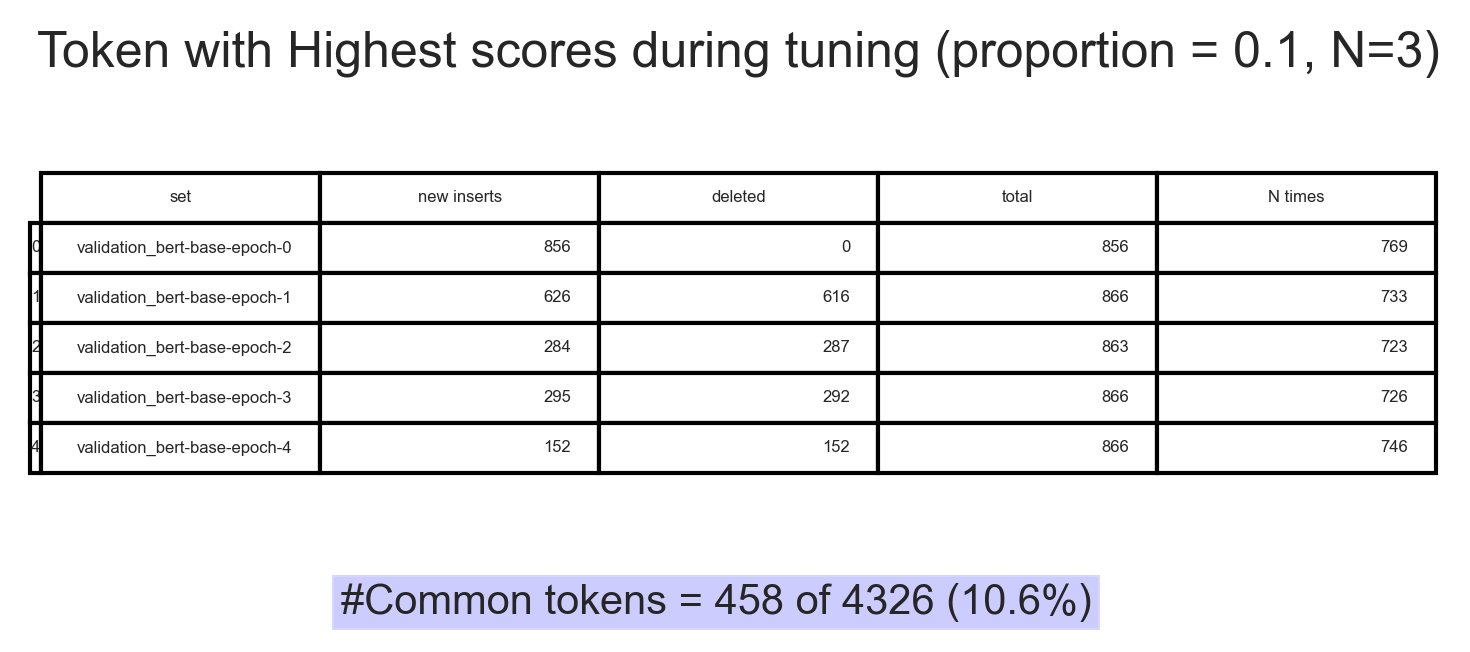 Token with Highest scores during tuning (proportion = 0.1, N=3)
set new inserts deleted total N times
0 validation_bert-base-epoch-0 856 0 856 769
1 validation_bert-base-epoch-1 626 616 866 733
2 validation_bert-base-epoch-2 284 287 863 723
3 validation_bert-base-epoch-3 295 292 866 726
4 validation_bert-base-epoch-4 152 152 866 746
#Common tokens = 458 of 4326 (10.6%)